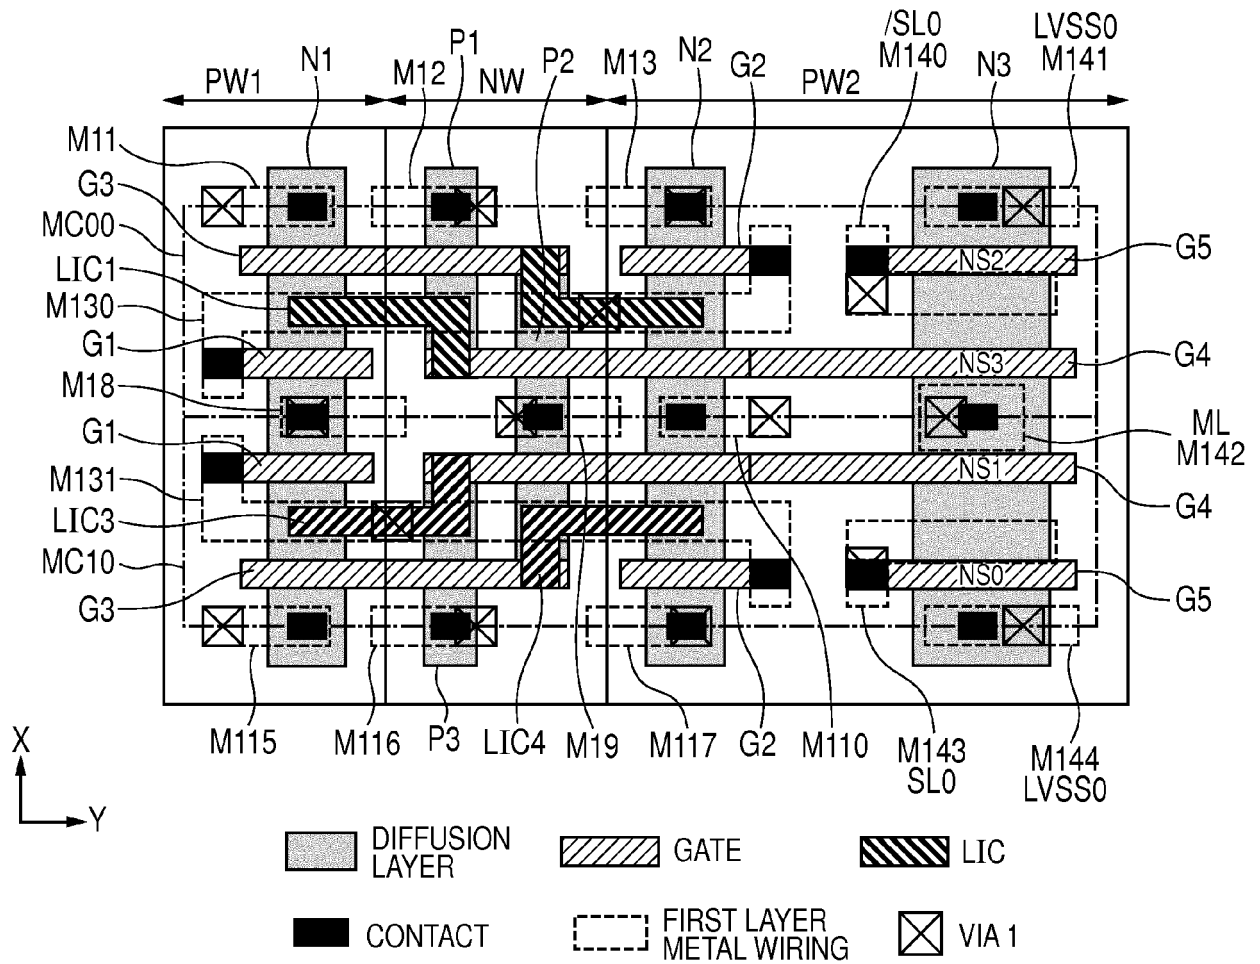 /SL0
LVSS0
N1
P1
M12
P2
M13
N2
G2
M140
N3
M141
PW1
NW
PW2
M11
G3
MC00
LIC1
M130
G1
M18
G1
M131
LIC3
MC10
G3
NS2
G5
NS3
G4
ML
M142
NS1
G4
NS0
G5
M115
M116
P3
LIC4
M19
M117
G2
M110
M143
SL0
M144
LVSS0
X
Y
DIFFUSION
LAYER
GATE
LIC
CONTACT
FIRST LAYER
METAL WIRING
VIA 1